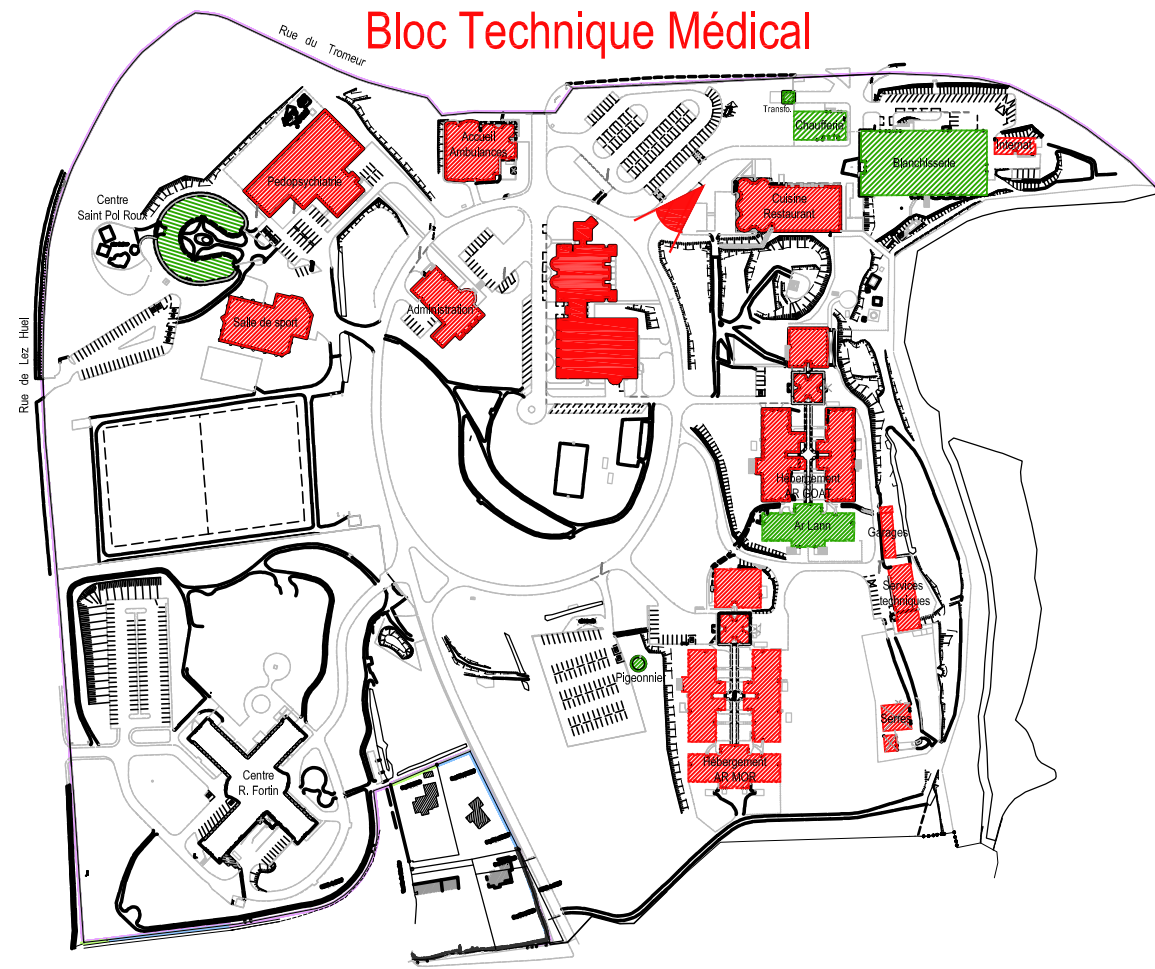 Bloc Technique Médical
Rue du Tromeur
Transfo.
Chaufferie
Accueil
Ambulances
Internat
Blanchisserie
Pedopsychiatrie
Centre
Saint Pol Roux
Cuisine
Restaurant
Administration
Salle de sport
Rue de Lez Huel
Hébergement
AR GOAT
Ar Lann
Garages
Services
techniques
Pigeonnier
Serres
Hébergement
AR MOR
Centre
R. Fortin